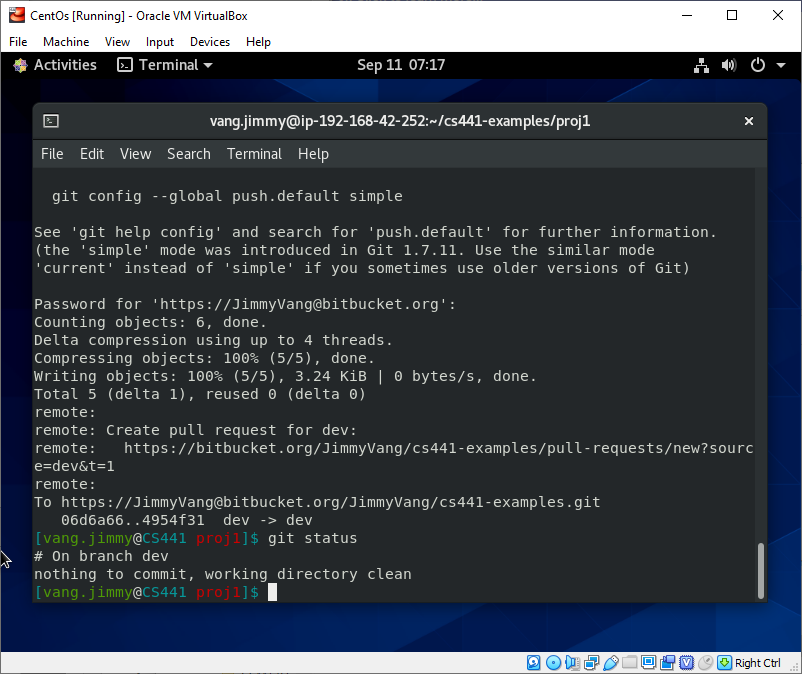 CentOs [Running] - Oracle VM VirtualBox
File Machine View Input Devices Help
Activities Terminal Sep 11 07:17
vang.jimmy@ip-192-168-42-252:~/cs441-examples/proj1
File Edit View Search Terminal Help
git config --global push.default simple
See 'git help config' and search for 'push.default' for further information.
(the 'simple' mode was introduced in Git 1.7.11. Use the similar mode
'current' instead of 'simple' if you sometimes use older versions of Git)
Password for 'https://JimmyVang@bitbucket.org':
Counting objects: 6, done.
Delta compression using up to 4 threads.
Compressing objects: 100% (5/5), done.
Writing objects: 100% (5/5), 3.24 KiB | 0 bytes/s, done.
Total 5 (delta 1), reused 0 (delta 0)
remote:
remote: Create pull request for dev:
remote:   https://bitbucket.org/JimmyVang/cs441-examples/pull-requests/new?sourc
e=dev&t=1
remote:
To https://JimmyVang@bitbucket.org/JimmyVang/cs441-examples.git
06d6a66..4954f31  dev -> dev
[vang.jimmy@CS441 proj1]$ git status
# On branch dev
nothing to commit, working directory clean
[vang.jimmy@CS441 proj1]$
Right Ctrl